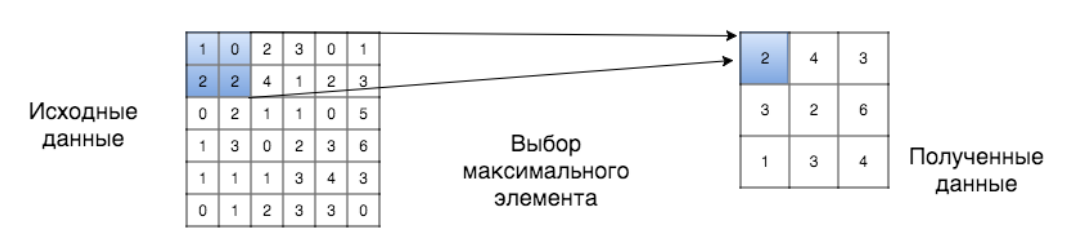 1 0 2 3 0 1
2 2 4 1 2 3
0 2 1 1 0 5
1 3 0 2 3 6
1 1 1 3 4 3
0 1 2 3 3 0
Исходные
данные
Выбор
максимального
элемента
2 4 3
3 2 6
1 3 4
Полученные
данные